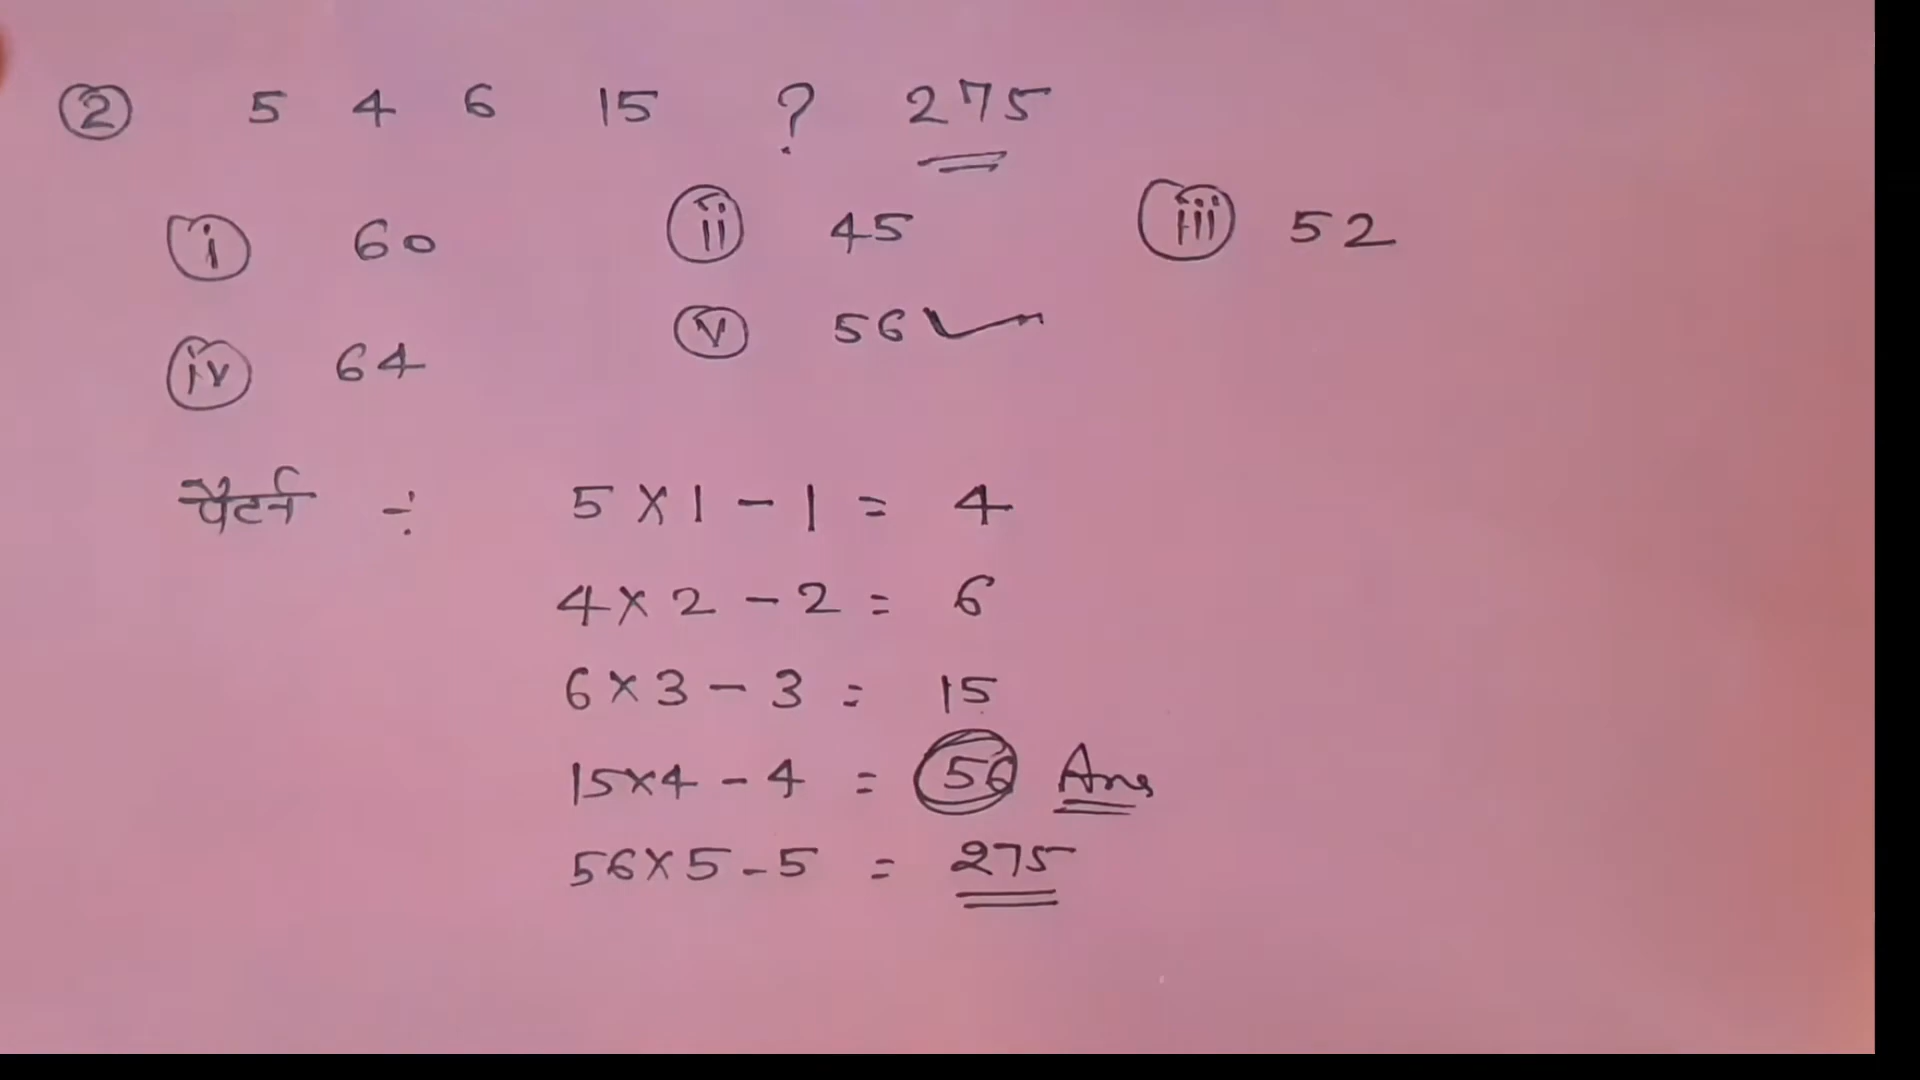 ② 5 4 6 15 ? 275
ⓘ 60 ⓘⓘ 45 ⓘⓘⓘ 52
ⓘⓥ 64 ⓥ 56 ✓
पैटर्न ÷ 5 × 1 - 1 = 4
4 × 2 - 2 = 6
6 × 3 - 3 = 15
15 × 4 - 4 = 56 Ans
56 × 5 - 5 = 275